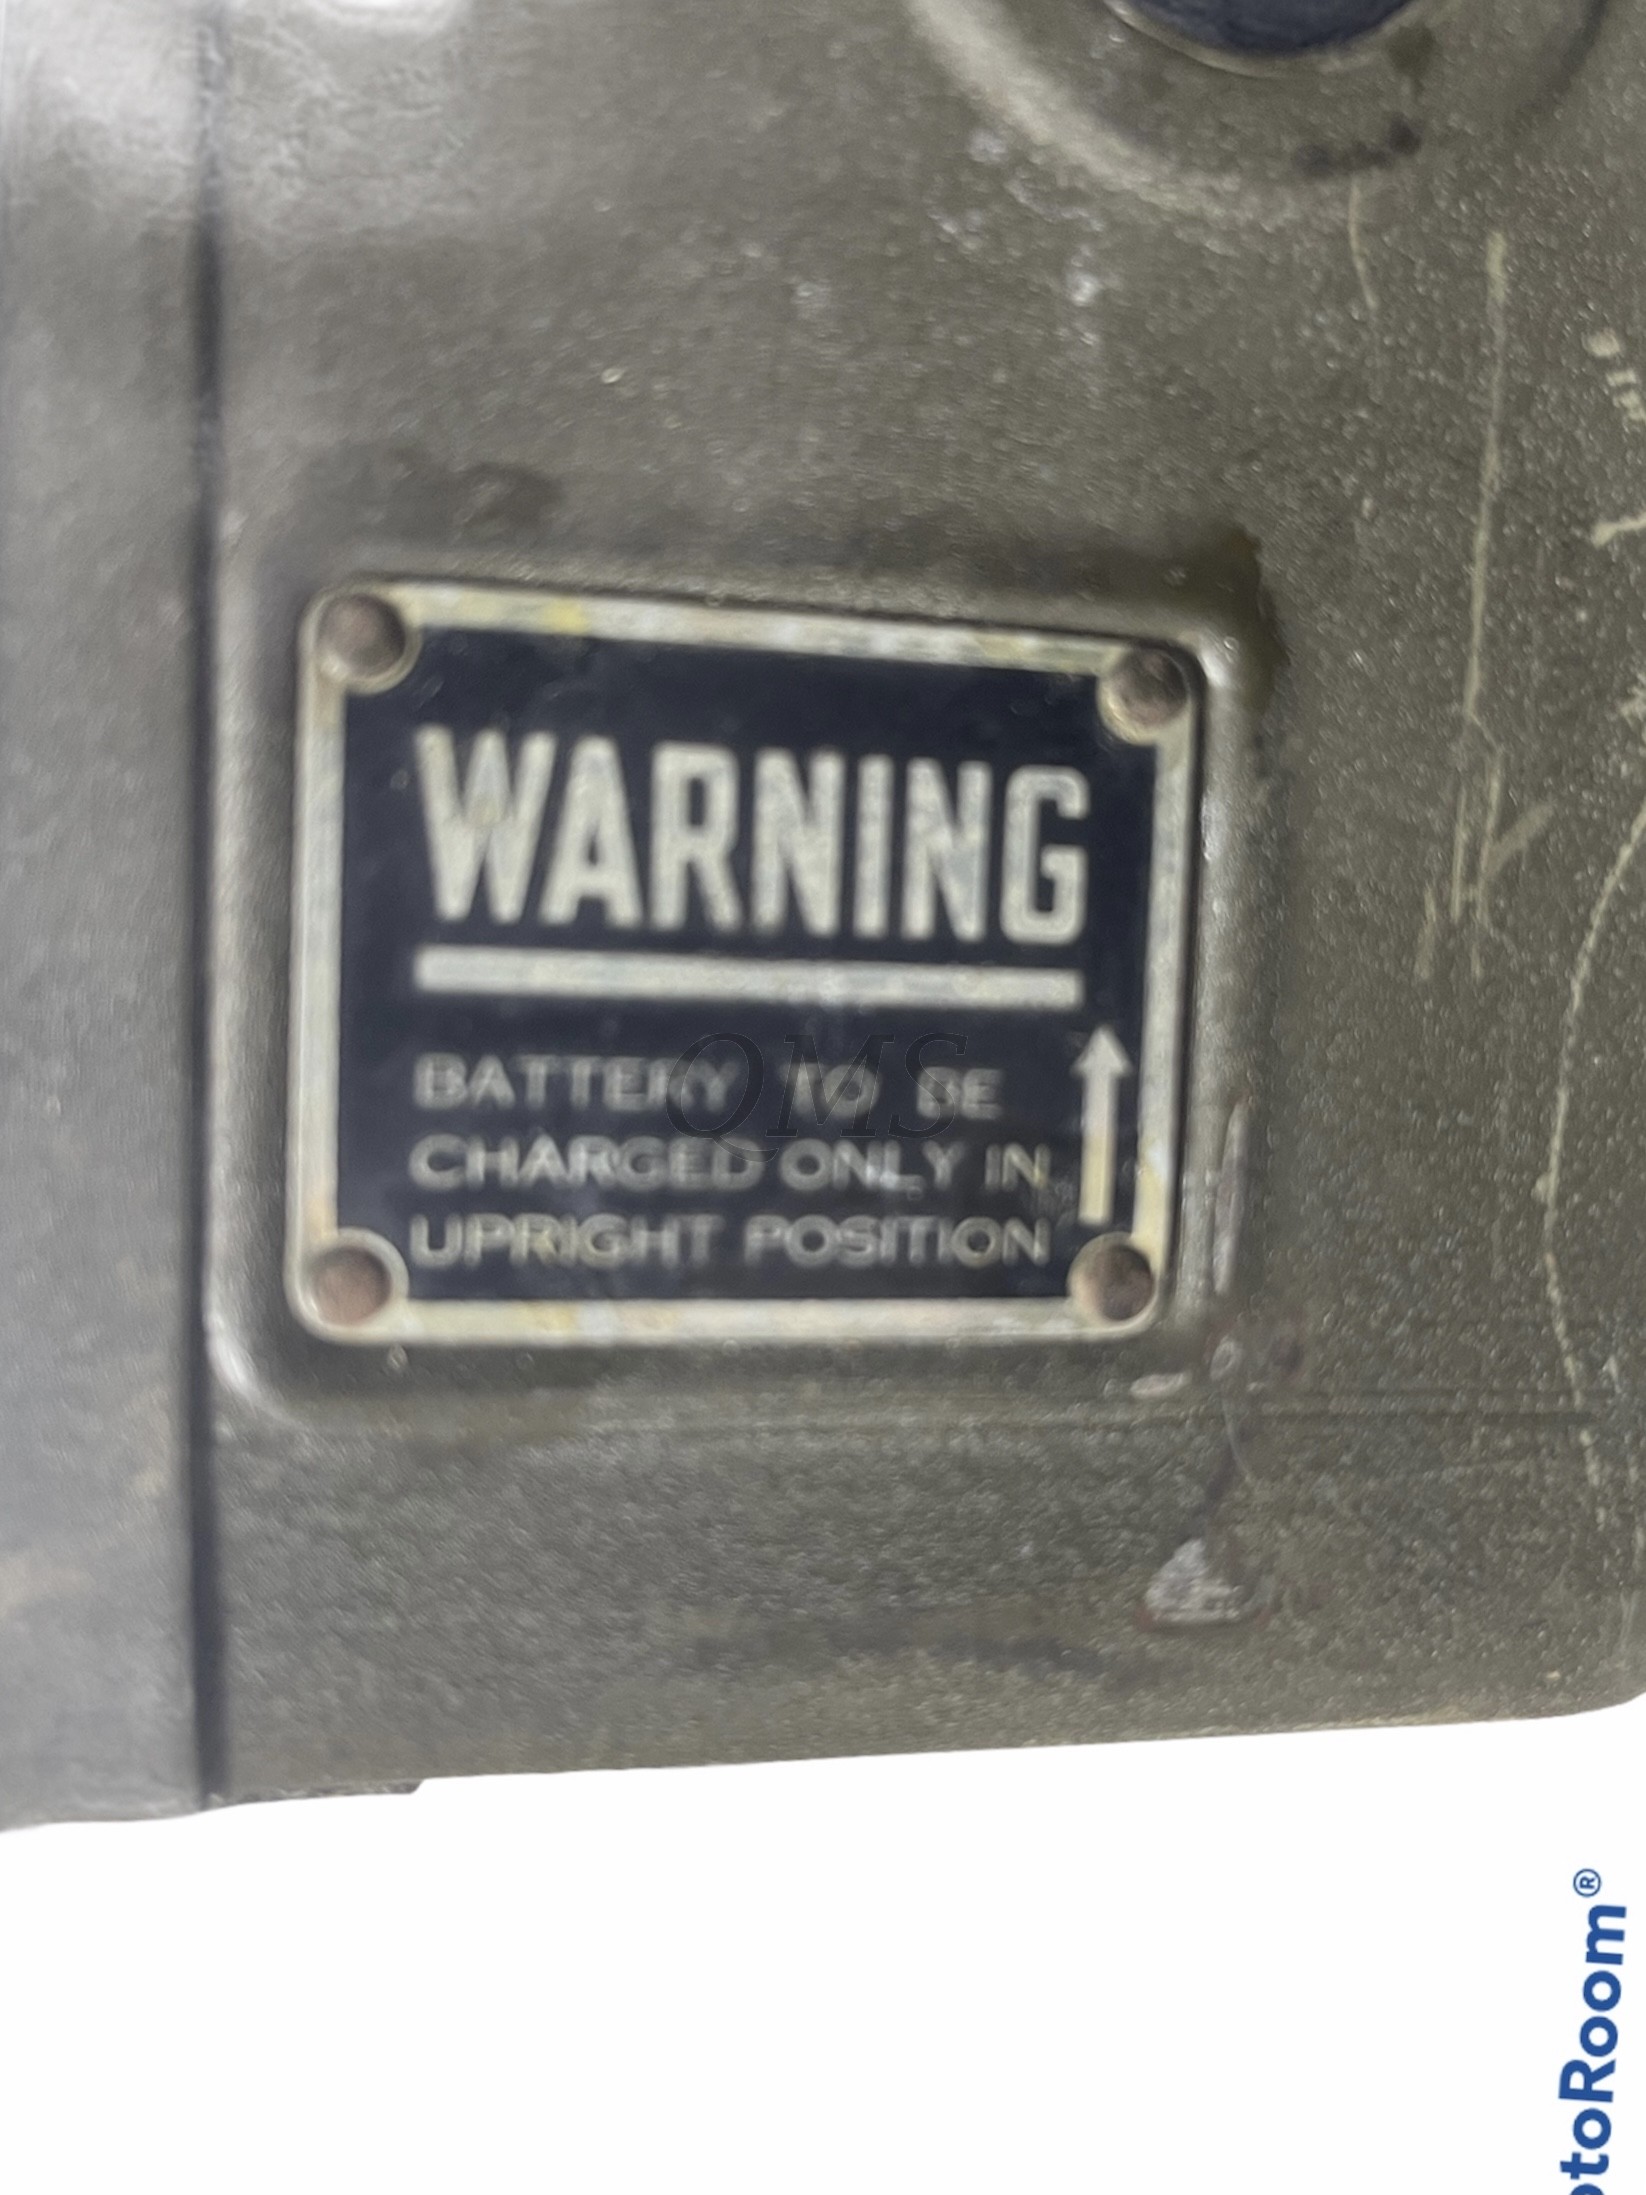 WARNING
BATTERY TO BE
CHARGED ONLY IN
UPRIGHT POSITION
QMS
otoRoom®